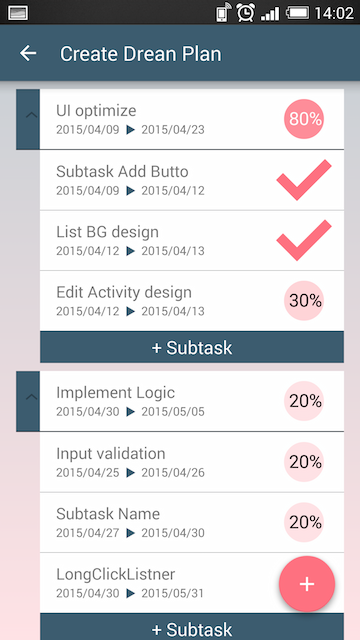 14:02
Create Drean Plan
UI optimize
80%
2015/04/09 ▶ 2015/04/23
Subtask Add Butto
2015/04/09 ▶ 2015/04/12
List BG design
2015/04/12 ▶ 2015/04/13
Edit Activity design
30%
2015/04/12 ▶ 2015/04/13
+ Subtask
Implement Logic
20%
2015/04/30 ▶ 2015/05/05
Input validation
20%
2015/04/25 ▶ 2015/04/26
Subtask Name
20%
2015/04/27 ▶ 2015/04/30
LongClickListner
2015/04/30 ▶ 2015/05/31
+
+ Subtask